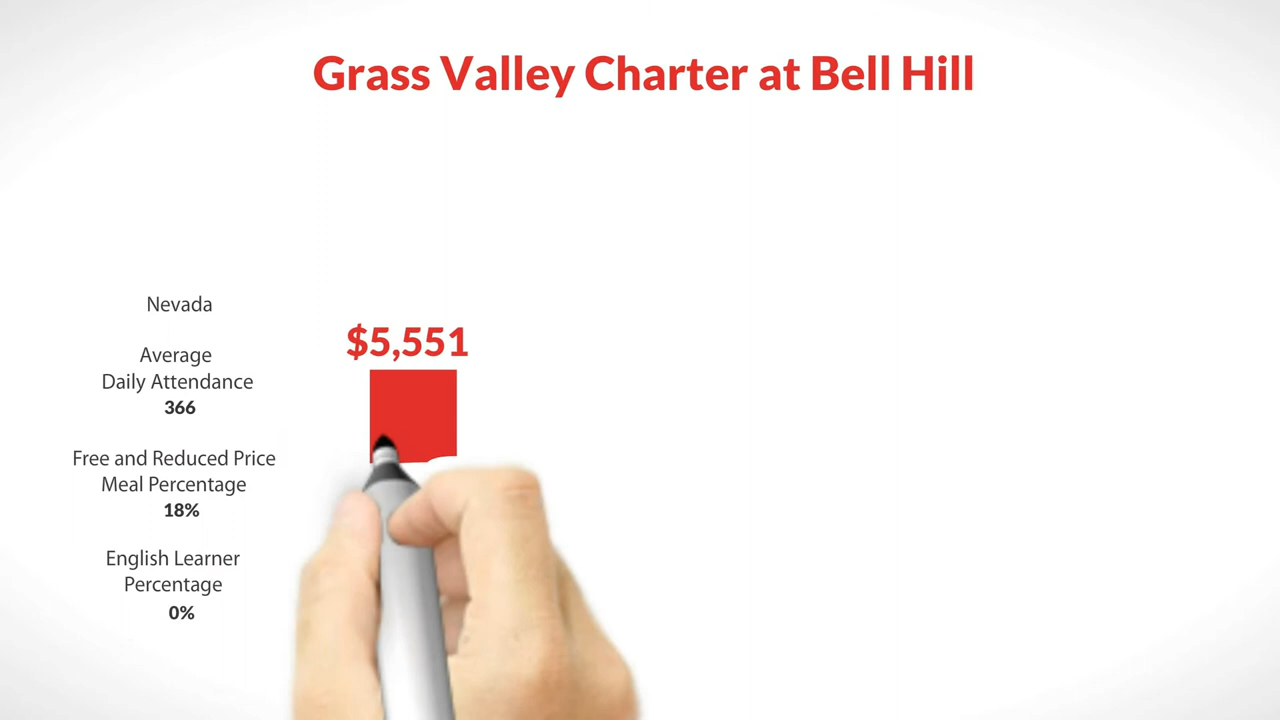 Grass Valley Charter at Bell Hill
Nevada
Average
Daily Attendance
366
Free and Reduced Price
Meal Percentage
18%
English Learner
Percentage
0%
$5,551